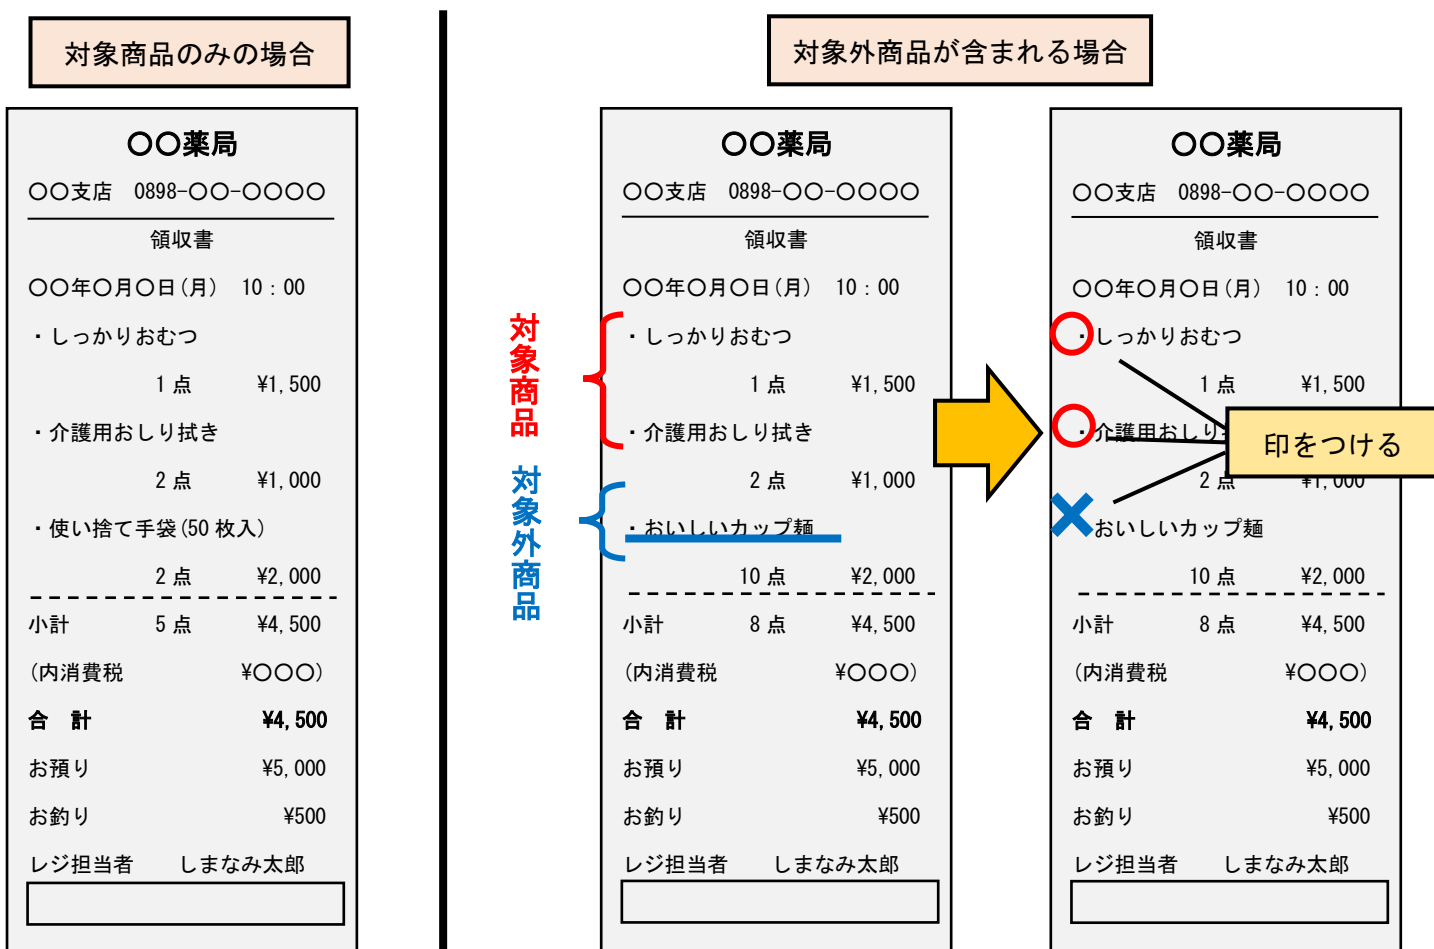 対象商品のみの場合
〇〇薬局
〇〇支店 0898-〇〇-〇〇〇〇
領収書
〇〇年〇月〇日(月) 10：00
・しっかりおむつ
1点 ¥1,500
・介護用おしり拭き
2点 ¥1,000
・使い捨て手袋(50枚入)
2点 ¥2,000
小計 5点 ¥4,500
(内消費税 ¥〇〇〇)
合 計 ¥4,500
お預り ¥5,000
お釣り ¥500
レジ担当者 しまなみ太郎
対象外商品が含まれる場合
対象商品
対象外商品
〇〇薬局
〇〇支店 0898-〇〇-〇〇〇〇
領収書
〇〇年〇月〇日(月) 10：00
・しっかりおむつ
1点 ¥1,500
・介護用おしり拭き
2点 ¥1,000
・おいしいカップ麺
10点 ¥2,000
小計 8点 ¥4,500
(内消費税 ¥〇〇〇)
合 計 ¥4,500
お預り ¥5,000
お釣り ¥500
レジ担当者 しまなみ太郎
〇〇薬局
〇〇支店 0898-〇〇-〇〇〇〇
領収書
〇〇年〇月〇日(月) 10：00
・しっかりおむつ
1点 ¥1,500
・介護用おしり
印をつける
2点 ¥1,000
おいしいカップ麺
10点 ¥2,000
小計 8点 ¥4,500
(内消費税 ¥〇〇〇)
合 計 ¥4,500
お預り ¥5,000
お釣り ¥500
レジ担当者 しまなみ太郎